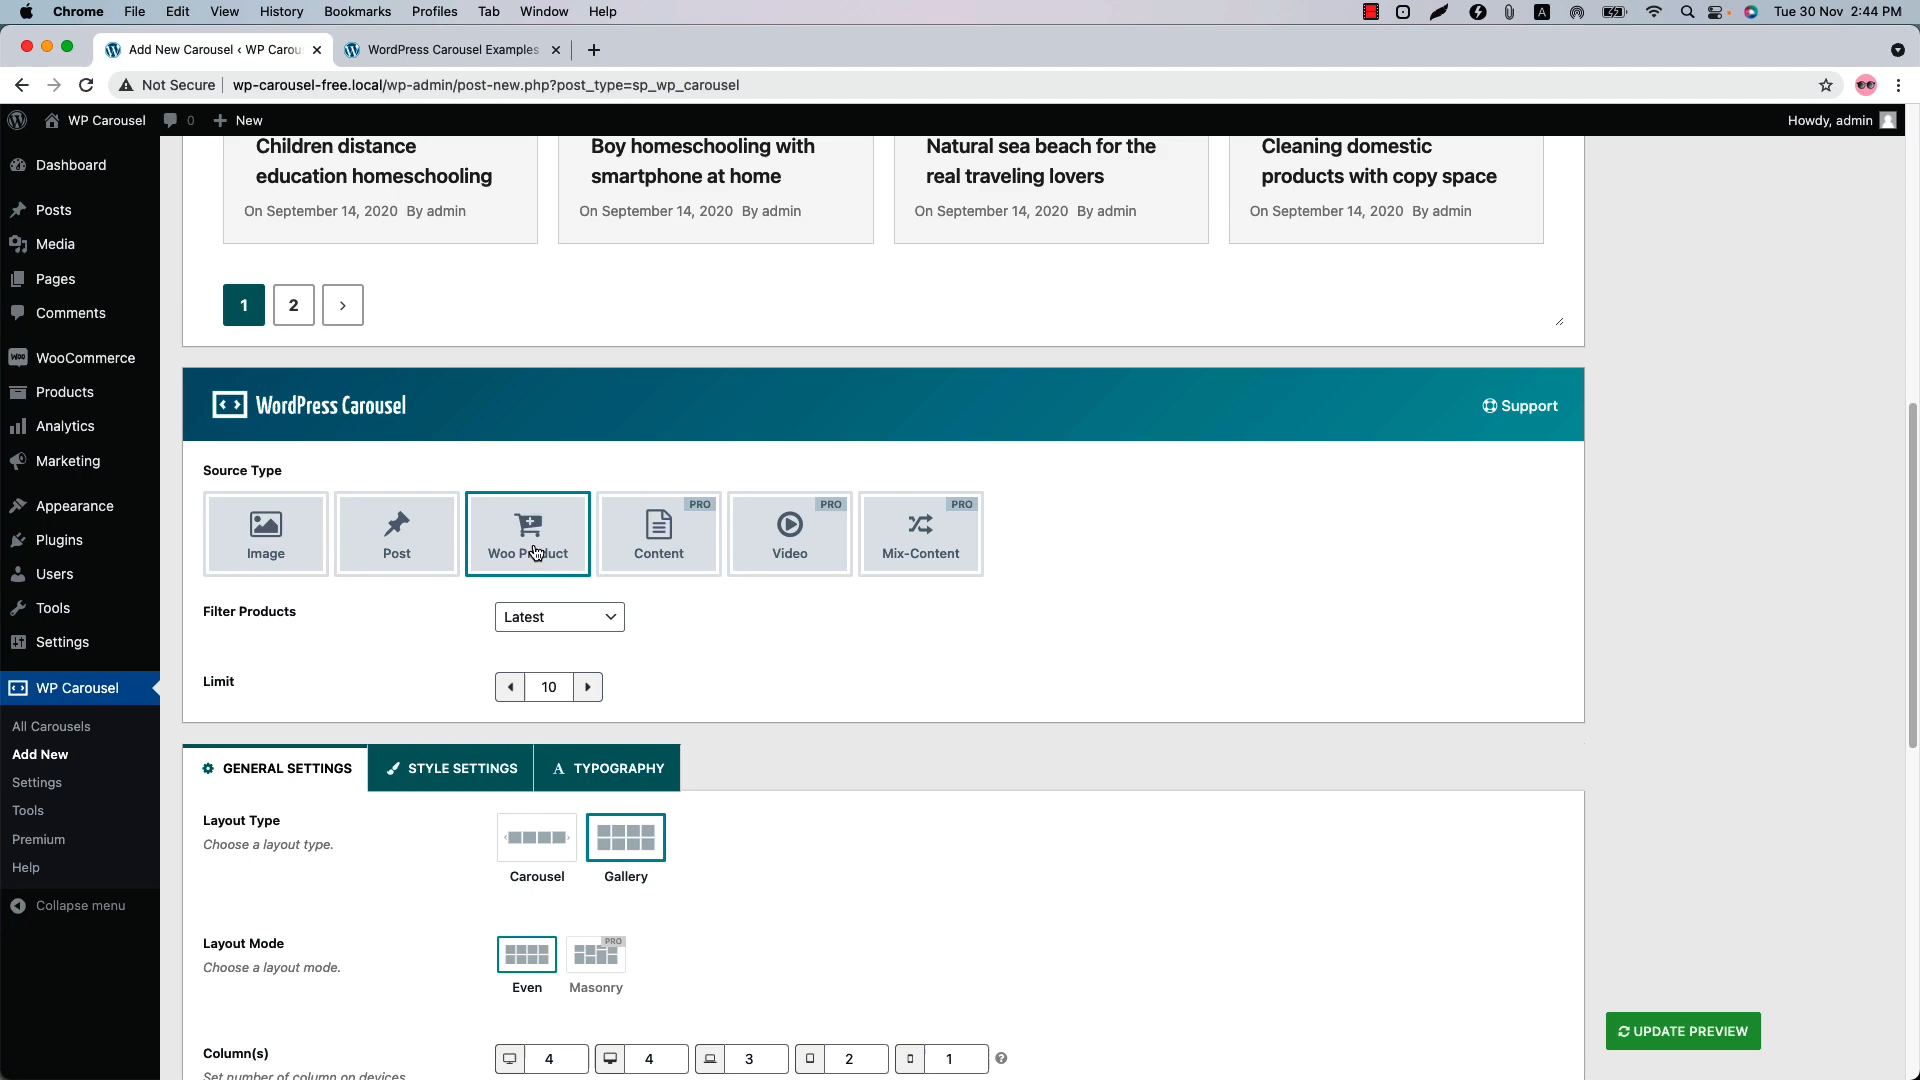 Chrome File Edit View History Bookmarks Profiles Tab Window Help
A Tue 30 Nov 2:44 PM
Add New Carousel ‹ WP Carou
WordPress Carousel Examples
Not Secure wp-carousel-free.local/wp-admin/post-new.php?post_type=sp_wp_carousel
WP Carousel 0 New
Howdy, admin
Dashboard
Posts
Media
Pages
Comments
WooCommerce
Products
Analytics
Marketing
Appearance
Plugins
Users
Tools
Settings
WP Carousel
All Carousels
Add New
Settings
Tools
Premium
Help
Collapse menu
Children distance
education homeschooling
On September 14, 2020 By admin
Boy homeschooling with
smartphone at home
On September 14, 2020 By admin
Natural sea beach for the
real traveling lovers
On September 14, 2020 By admin
Cleaning domestic
products with copy space
On September 14, 2020 By admin
1 2 >
WordPress Carousel
Support
Source Type
Image
Post
Woo Product
PRO
Content
PRO
Video
PRO
Mix-Content
Filter Products
Latest
Limit
10
GENERAL SETTINGS STYLE SETTINGS A TYPOGRAPHY
Layout Type
Choose a layout type.
Carousel Gallery
Layout Mode
Choose a layout mode.
PRO
Even Masonry
Column(s)
Set number of column on devices
4 4 3 2 1 ?
UPDATE PREVIEW